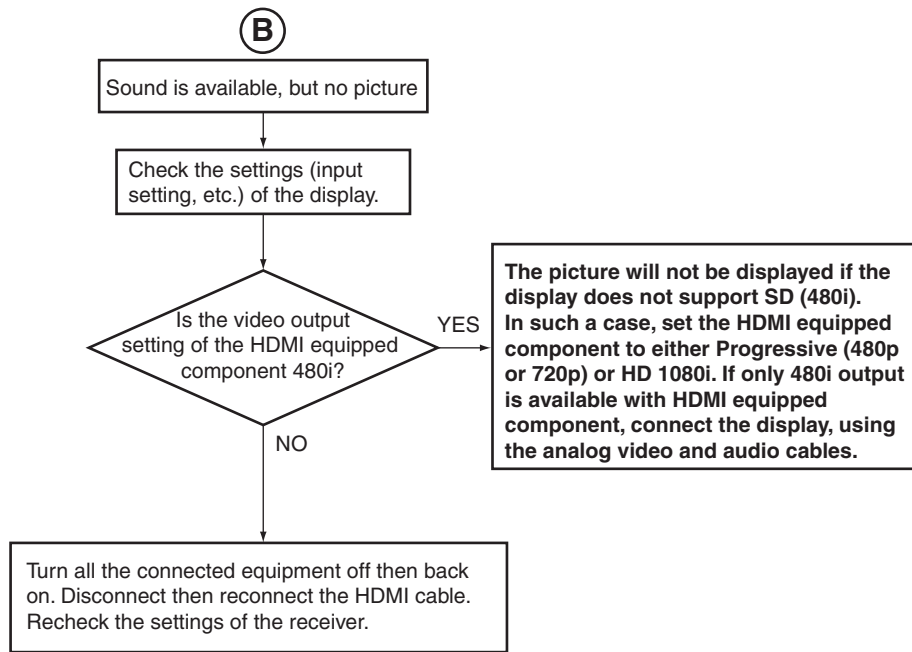 B
Sound is available, but no picture
Check the settings (input
setting, etc.) of the display.
Is the video output
setting of the HDMI equipped
component 480i?
YES
The picture will not be displayed if the
display does not support SD (480i).
In such a case, set the HDMI equipped
component to either Progressive (480p
or 720p) or HD 1080i. If only 480i output
is available with HDMI equipped
component, connect the display, using
the analog video and audio cables.
NO
Turn all the connected equipment off then back
on. Disconnect then reconnect the HDMI cable.
Recheck the settings of the receiver.